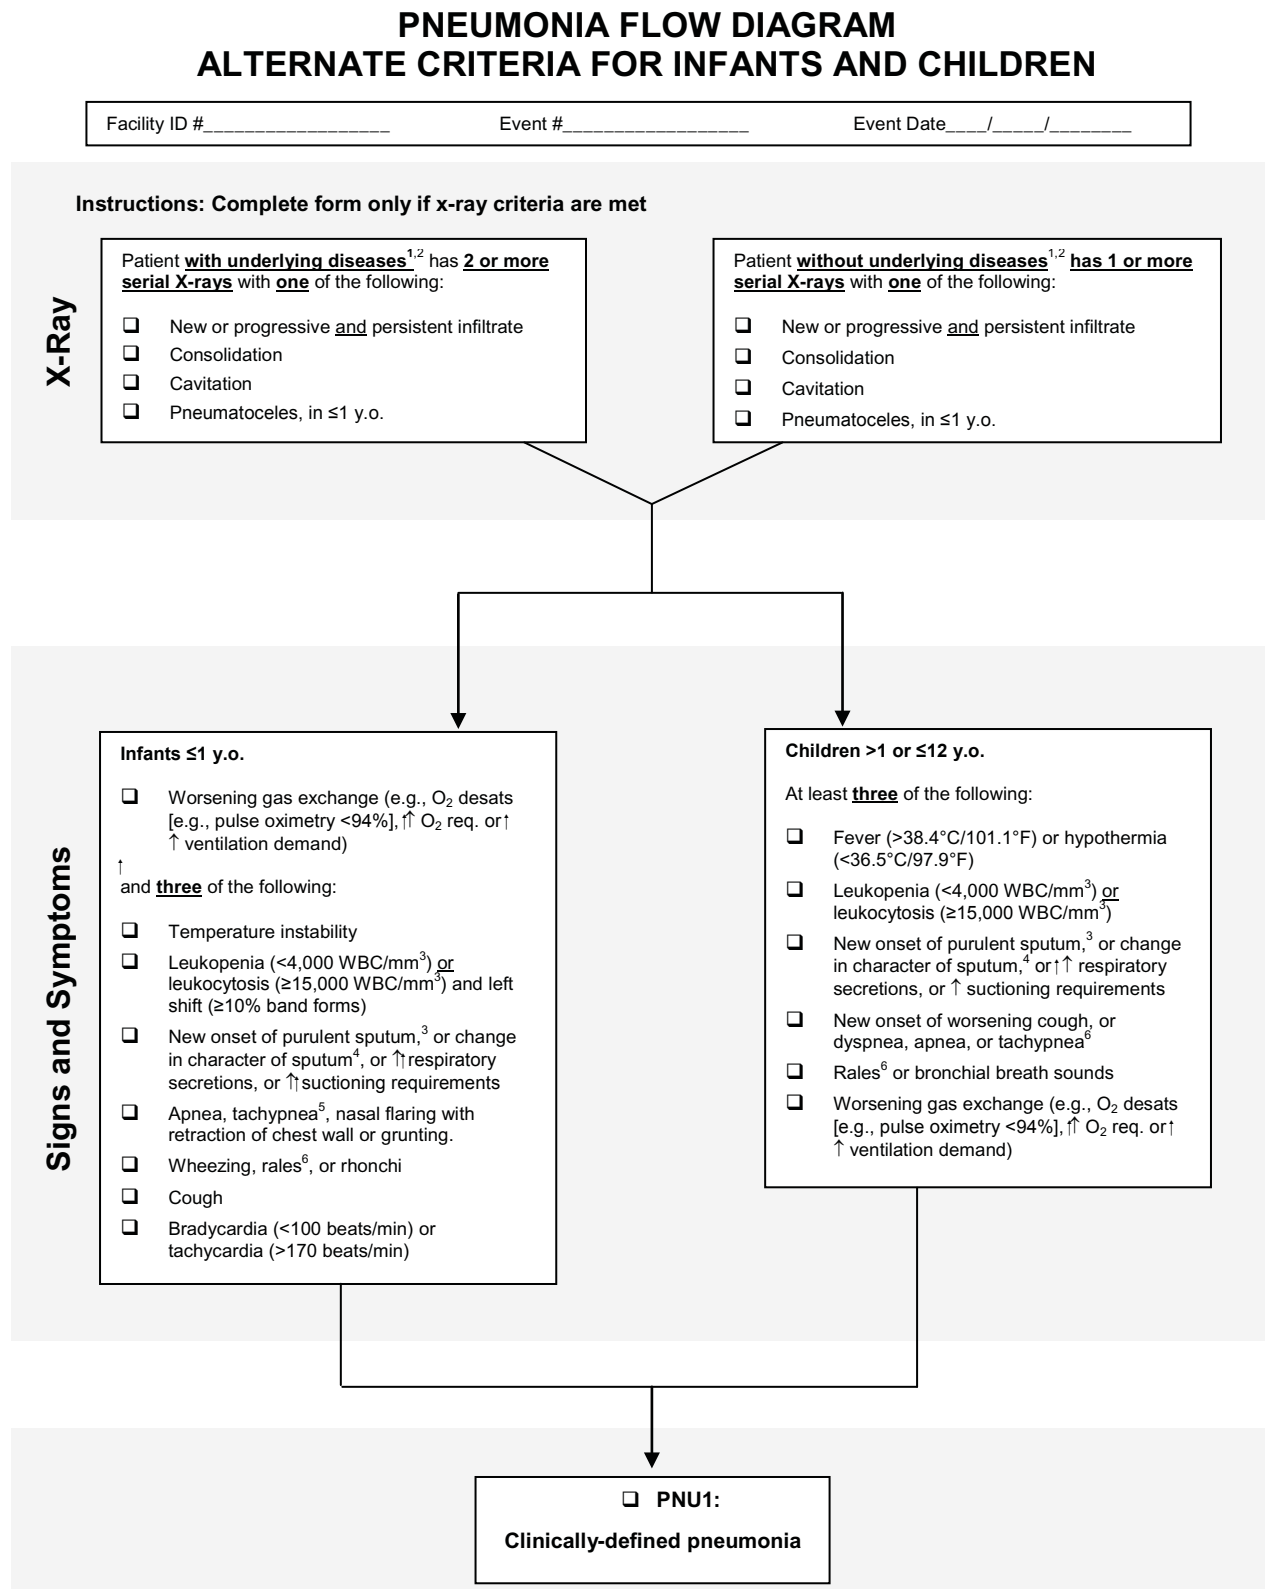 PNEUMONIA FLOW DIAGRAM
ALTERNATE CRITERIA FOR INFANTS AND CHILDREN
Facility ID #__________________ Event #__________________ Event Date____/_____/________
Instructions: Complete form only if x-ray criteria are met
X-Ray
Patient with underlying diseases1,2 has 2 or more
serial X-rays with one of the following:
❑ New or progressive and persistent infiltrate
❑ Consolidation
❑ Cavitation
❑ Pneumatoceles, in ≤1 y.o.
Patient without underlying diseases1,2 has 1 or more
serial X-rays with one of the following:
❑ New or progressive and persistent infiltrate
❑ Consolidation
❑ Cavitation
❑ Pneumatoceles, in ≤1 y.o.
Signs and Symptoms
Infants ≤1 y.o.
❑ Worsening gas exchange (e.g., O2 desats
[e.g., pulse oximetry <94%],↑↑ O2 req. or↑
↑ ventilation demand)
↑
and three of the following:
❑ Temperature instability
❑ Leukopenia (<4,000 WBC/mm3) or
leukocytosis (≥15,000 WBC/mm3) and left
shift (≥10% band forms)
❑ New onset of purulent sputum,3 or change
in character of sputum4, or ↑↑respiratory
secretions, or ↑↑suctioning requirements
❑ Apnea, tachypnea5, nasal flaring with
retraction of chest wall or grunting.
❑ Wheezing, rales6, or rhonchi
❑ Cough
❑ Bradycardia (<100 beats/min) or
tachycardia (>170 beats/min)
Children >1 or ≤12 y.o.
At least three of the following:
❑ Fever (>38.4°C/101.1°F) or hypothermia
(<36.5°C/97.9°F)
❑ Leukopenia (<4,000 WBC/mm3) or
leukocytosis (≥15,000 WBC/mm3)
❑ New onset of purulent sputum,3 or change
in character of sputum,4 or↑↑ respiratory
secretions, or ↑ suctioning requirements
❑ New onset of worsening cough, or
dyspnea, apnea, or tachypnea6
❑ Rales6 or bronchial breath sounds
❑ Worsening gas exchange (e.g., O2 desats
[e.g., pulse oximetry <94%],↑↑ O2 req. or↑
↑ ventilation demand)
❑ PNU1:
Clinically-defined pneumonia